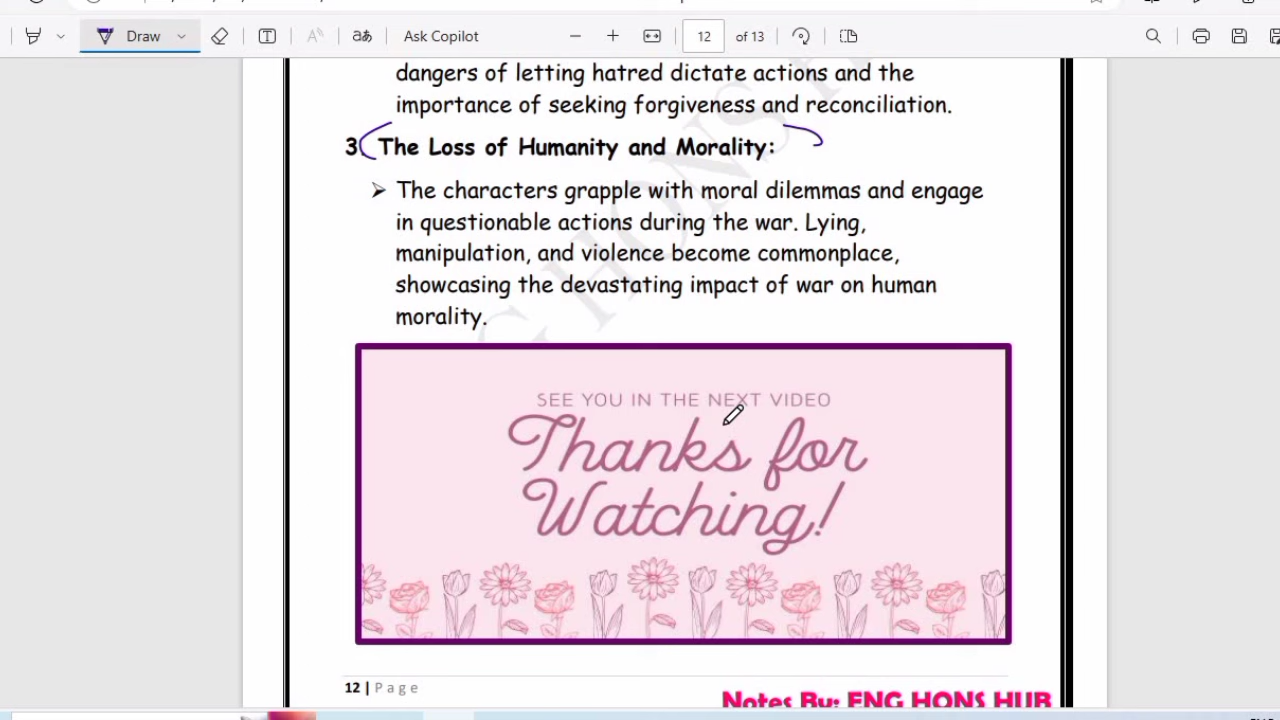 Draw
Ask Copilot
12 of 13
dangers of letting hatred dictate actions and the
importance of seeking forgiveness and reconciliation.
3. The Loss of Humanity and Morality:
➤ The characters grapple with moral dilemmas and engage
in questionable actions during the war. Lying,
manipulation, and violence become commonplace,
showcasing the devastating impact of war on human
morality.
SEE YOU IN THE NEXT VIDEO
Thanks for
Watching!
12 | Page
Notes By: ENG HONS HUB